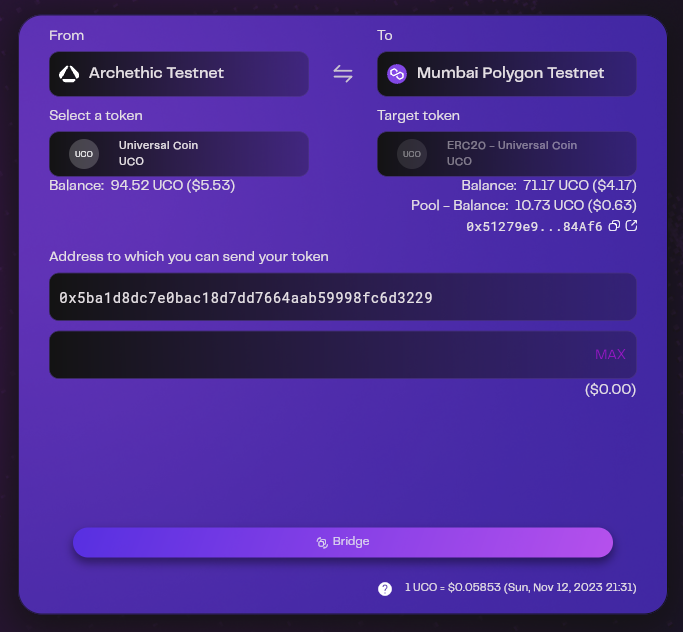 From
To
Archethic Testnet
Mumbai Polygon Testnet
Select a token
Target token
UCO
Universal Coin
UCO
UCO
ERC20 - Universal Coin
UCO
Balance: 94.52 UCO ($5.53)
Balance: 71.17 UCO ($4.17)
Pool - Balance: 10.73 UCO ($0.63)
0x51279e9...84Af6
Address to which you can send your token
0x5ba1d8dc7e0bac18d7dd7664aab59998fc6d3229
MAX
($0.00)
Bridge
? 1 UCO = $0.05853 (Sun, Nov 12, 2023 21:31)